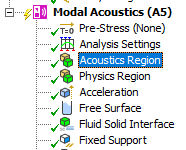 Modal Acoustics (A5)
Pre-Stress (None)
Analysis Settings
Acoustics Region
Physics Region
Acceleration
Free Surface
Fluid Solid Interface
Fixed Support